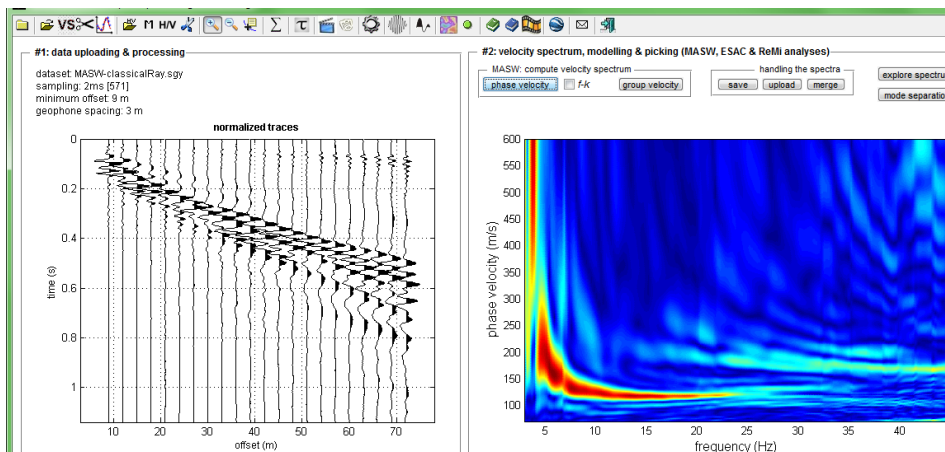 VS
HV
M
H/V
Σ
τ
#1: data uploading & processing
dataset: MASW-classicalRay.sgy
sampling: 2ms [571]
minimum offset: 9 m
geophone spacing: 3 m
normalized traces
0
0.2
0.4
0.6
0.8
1
time (s)
10 20 30 40 50 60 70
offset (m)
#2: velocity spectrum, modelling & picking (MASW, ESAC & ReMi analyses)
MASW: compute velocity spectrum
phase velocity f-k group velocity
handling the spectra
save upload merge
explore spectru
mode separatio
600
550
500
450
400
350
300
250
200
150
100
phase velocity (m/s)
5 10 15 20 25 30 35 40
frequency (Hz)